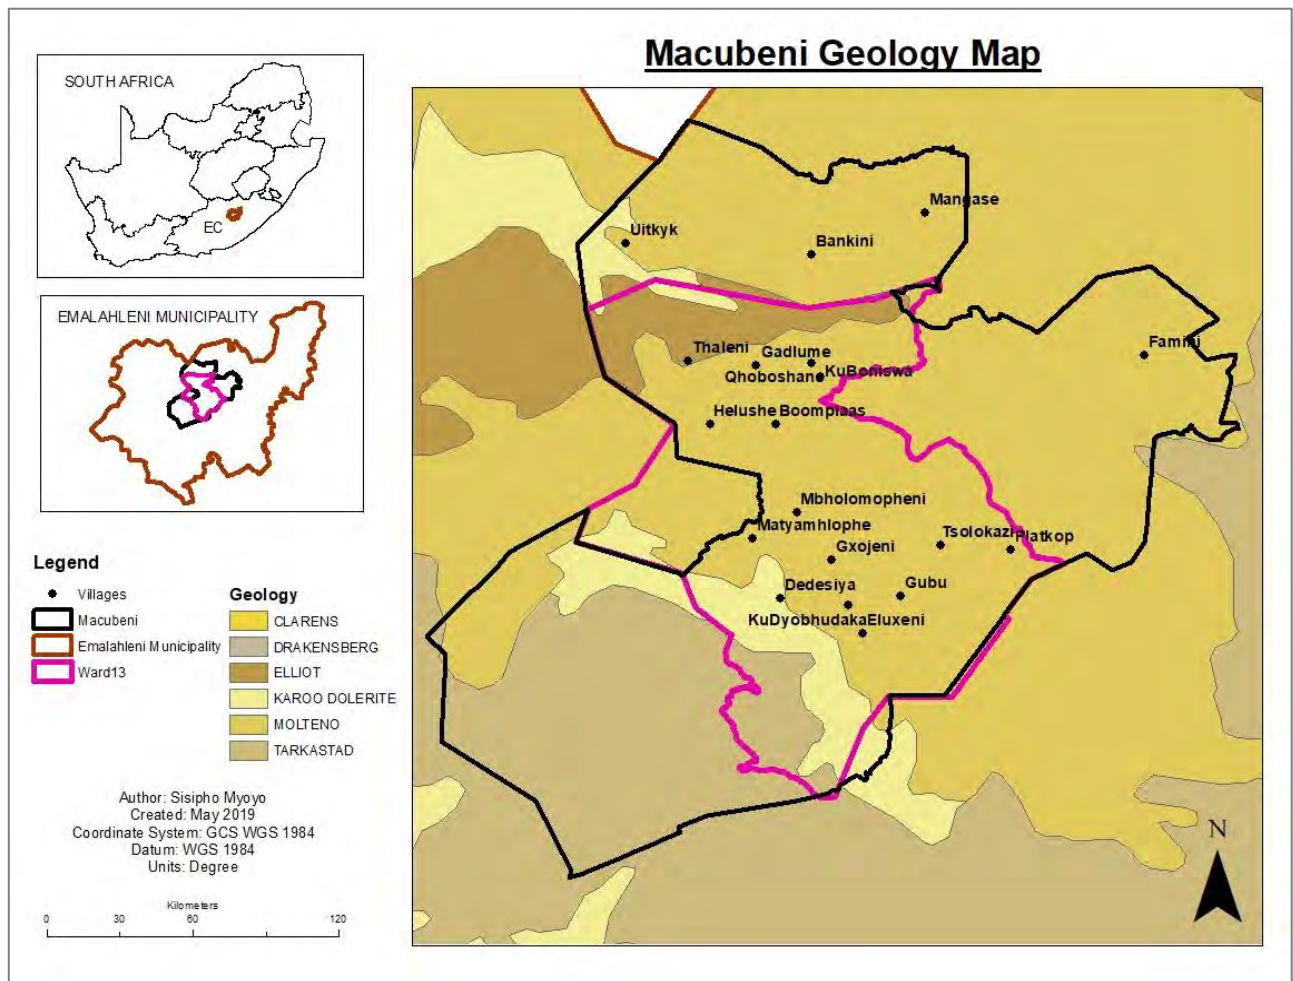 Macubeni Geology Map
SOUTH AFRICA
EC
EMALAHLENI MUNICIPALITY
Legend
Villages
Macubeni
Emalahleni Municipality
Ward13
Geology
CLARENS
DRAKENSBERG
ELLIOT
KAROO DOLERITE
MOLTENO
TARKASTAD
Author: Sisipho Myoyo
Created: May 2019
Coordinate System: GCS WGS 1984
Datum: WGS 1984
Units: Degree
Kilometers
0 30 60 120
Mangase
Uitkyk
Bankini
Famini
Thaleni
Gadlume
Qhoboshane
KuBoniswa
Helushe
Boomplaas
Mbholomopheni
Matyamhlophe
Tsolokazi
Platkop
Gxojeni
Dedesiya
Gubu
KuDyobhudaka
Eluxeni
N